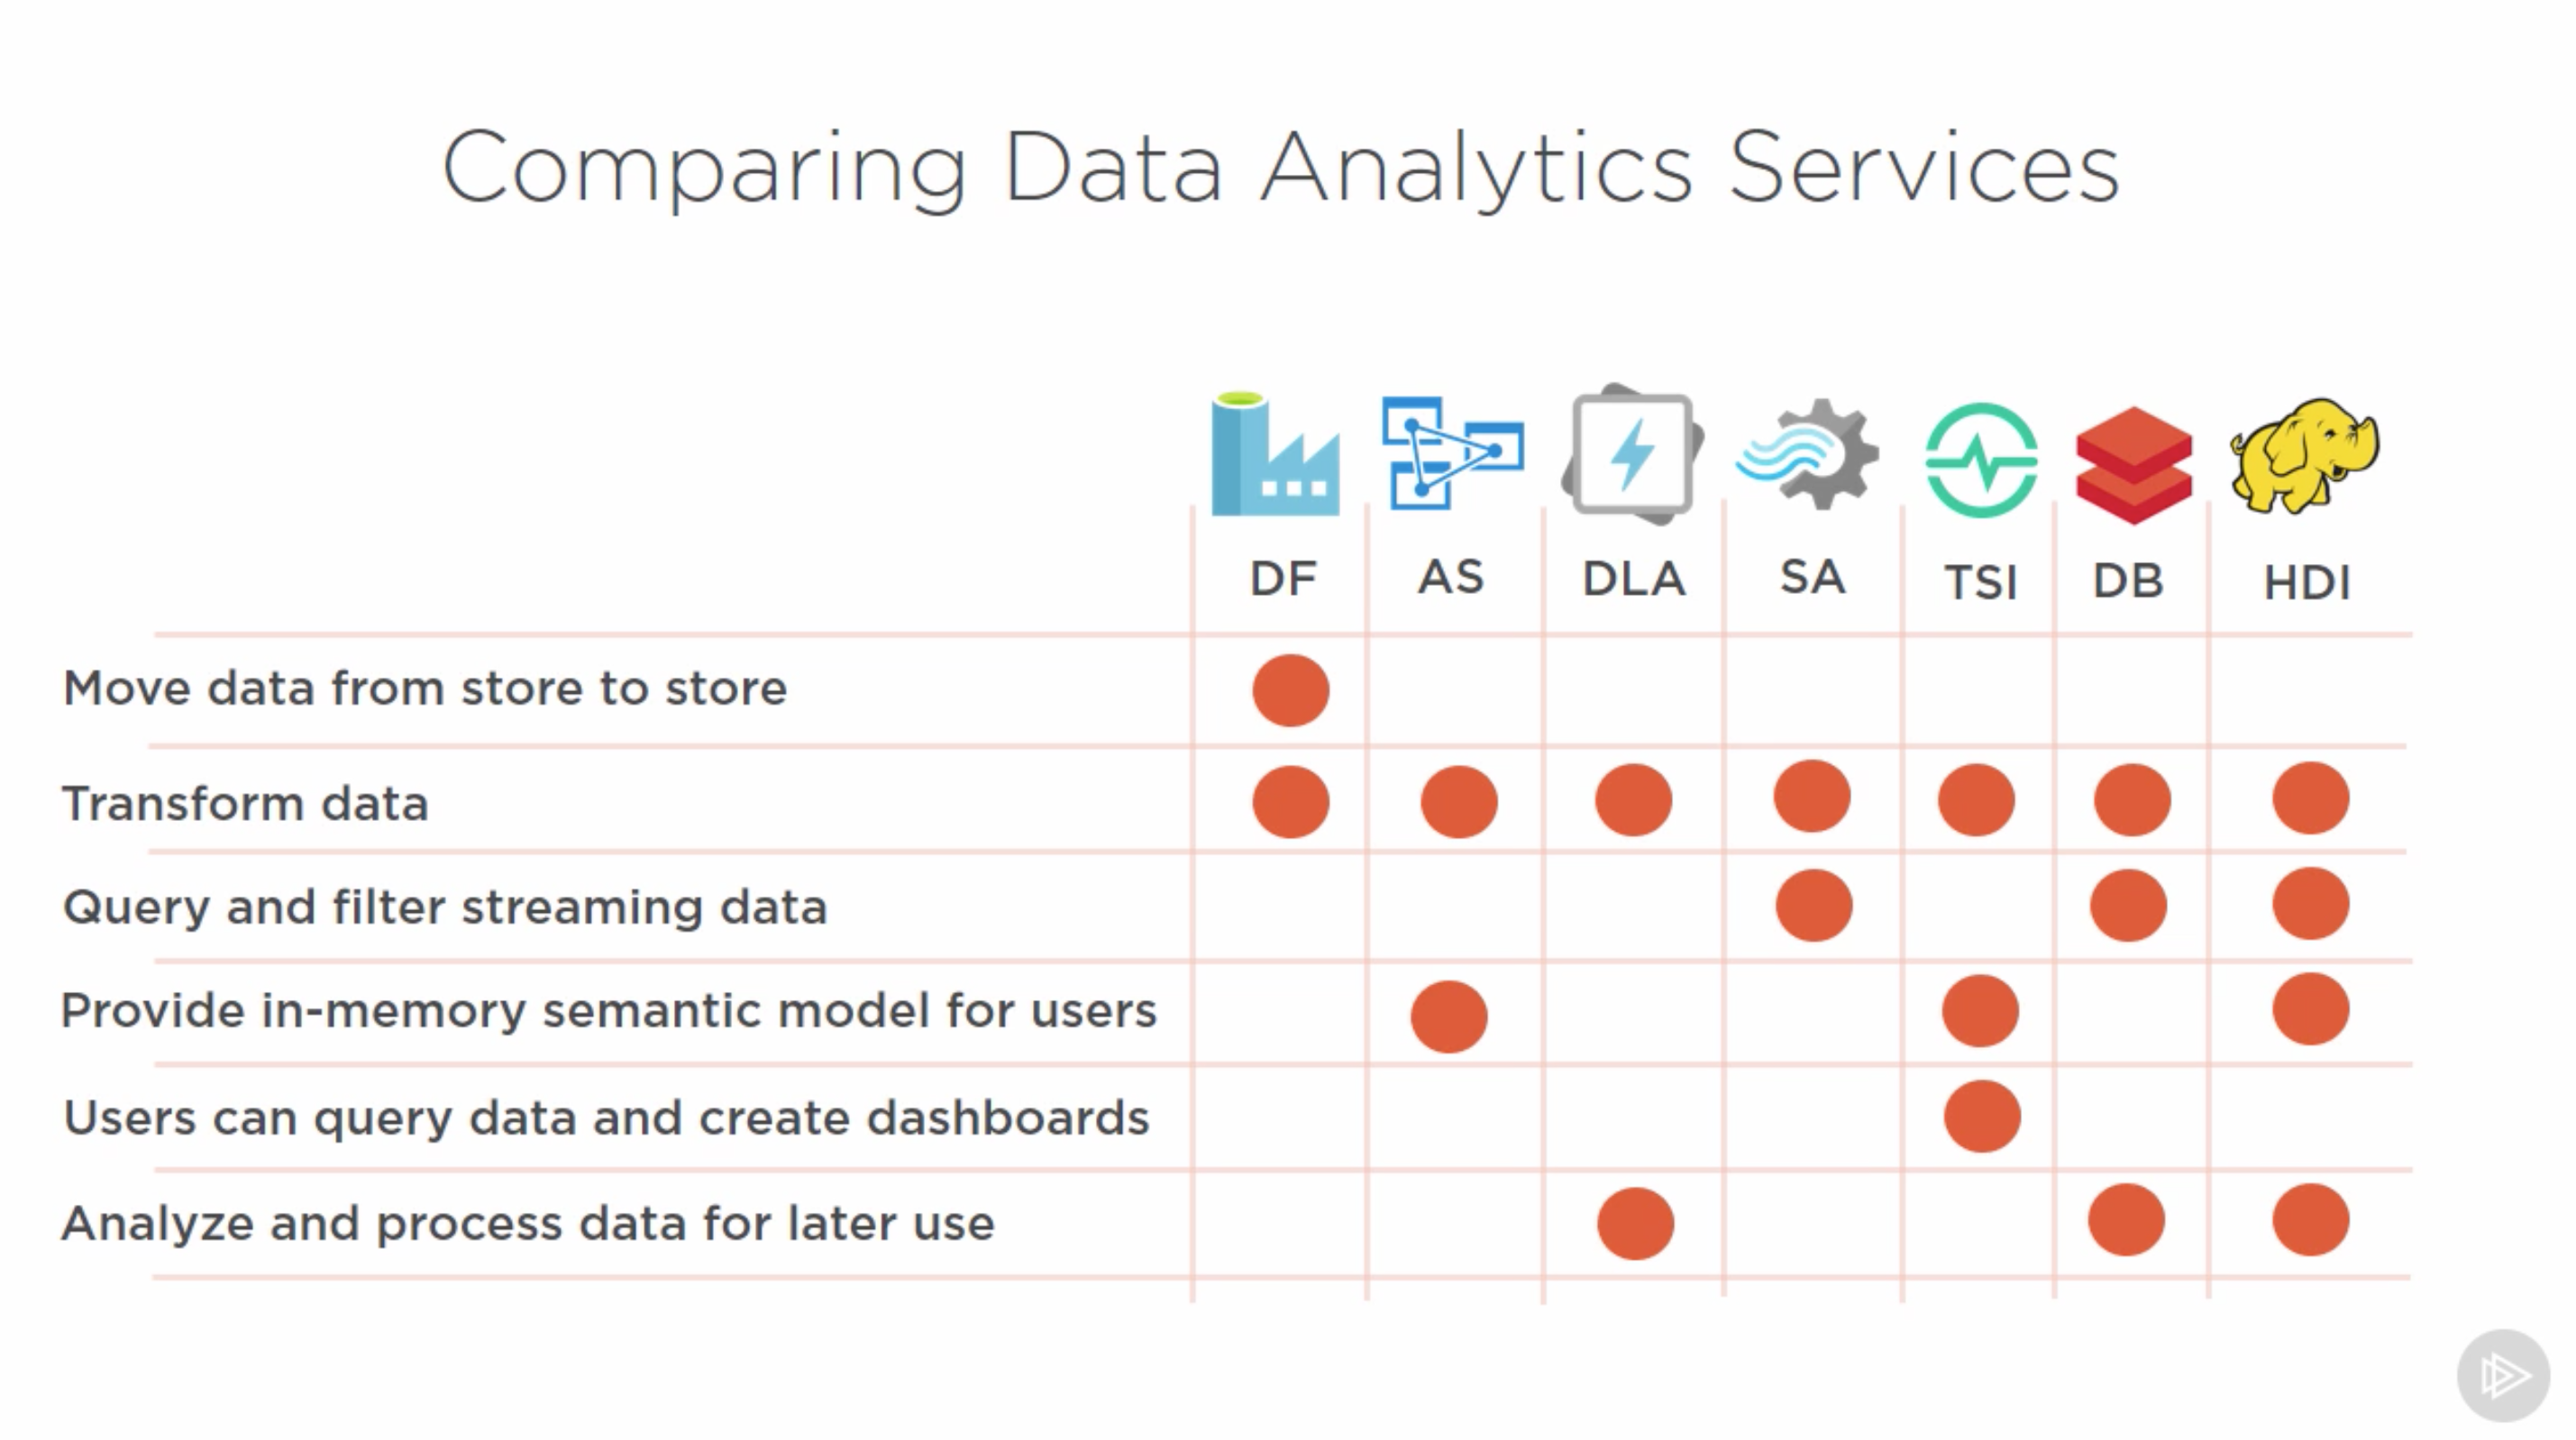 Comparing Data Analytics Services
DF AS DLA SA TSI DB HDI
Move data from store to store
Transform data
Query and filter streaming data
Provide in-memory semantic model for users
Users can query data and create dashboards
Analyze and process data for later use